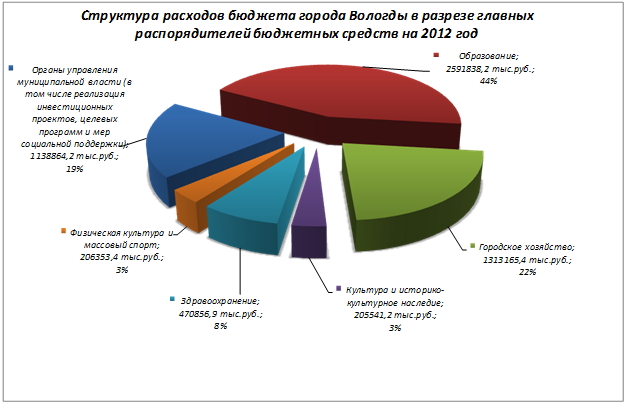 Структура расходов бюджета города Вологды в разрезе главных
распорядителей бюджетных средств на 2012 год
Органы управления
муниципальной власти (в
том числе реализация
инвестиционных
проектов, целевых
программ и мер
социальной поддержки);
1138864,2 тыс.руб.;
19%
Образование;
2591838,2 тыс.руб.;
44%
Городское хозяйство;
1313165,4 тыс.руб.;
22%
Культура и историко-
культурное наследие;
205541,2 тыс.руб.;
3%
Здравоохранение;
470856,9 тыс.руб.;
8%
Физическая культура и
массовый спорт;
206353,4 тыс.руб.;
3%